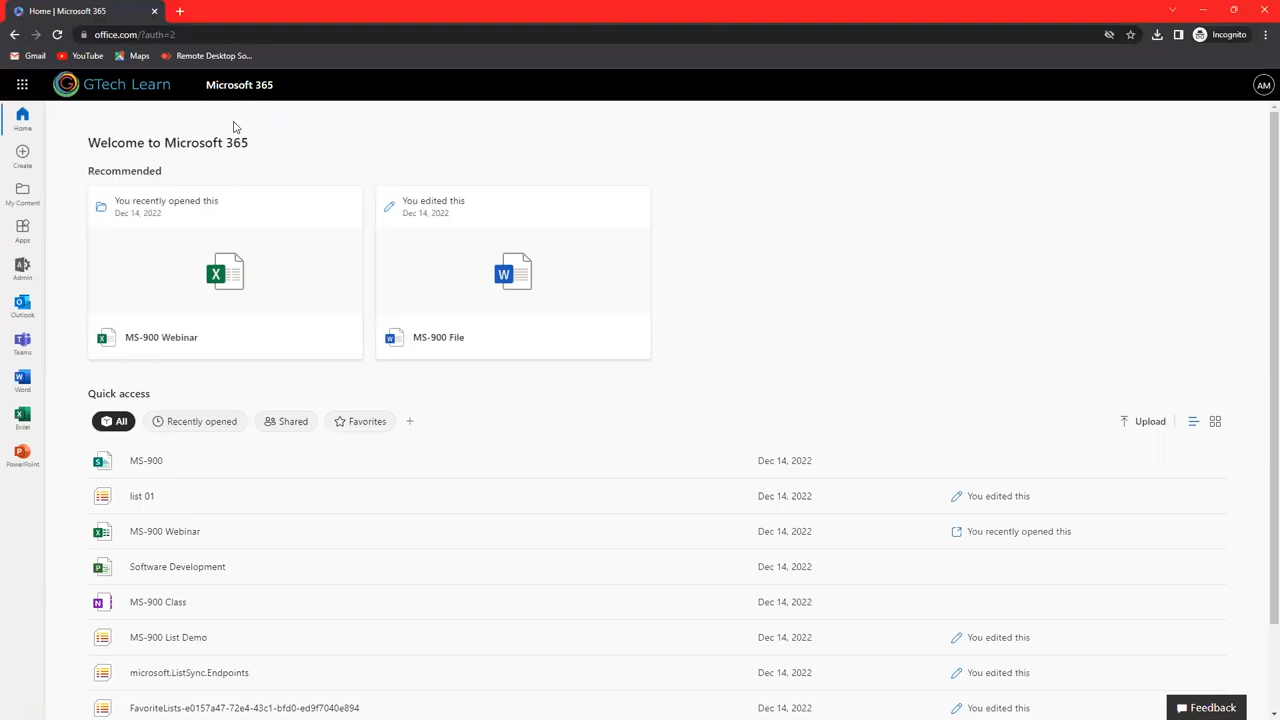 Home | Microsoft 365
office.com/?auth=2
Incognito
Gmail
YouTube
Maps
Remote Desktop So...
GTech Learn
Microsoft 365
AM
Home
Create
My Content
Apps
Admin
Outlook
Teams
Word
Excel
PowerPoint
Welcome to Microsoft 365
Recommended
You recently opened this
Dec 14, 2022
MS-900 Webinar
You edited this
Dec 14, 2022
MS-900 File
Quick access
All
Recently opened
Shared
Favorites
Upload
MS-900 Dec 14, 2022
list 01 Dec 14, 2022 You edited this
MS-900 Webinar Dec 14, 2022 You recently opened this
Software Development Dec 14, 2022
MS-900 Class Dec 14, 2022
MS-900 List Demo Dec 14, 2022 You edited this
microsoft.ListSync.Endpoints Dec 14, 2022 You edited this
FavoriteLists-e0157a47-72e4-43c1-bfd0-ed9f7040e894 Dec 14, 2022 You edited this
Feedback